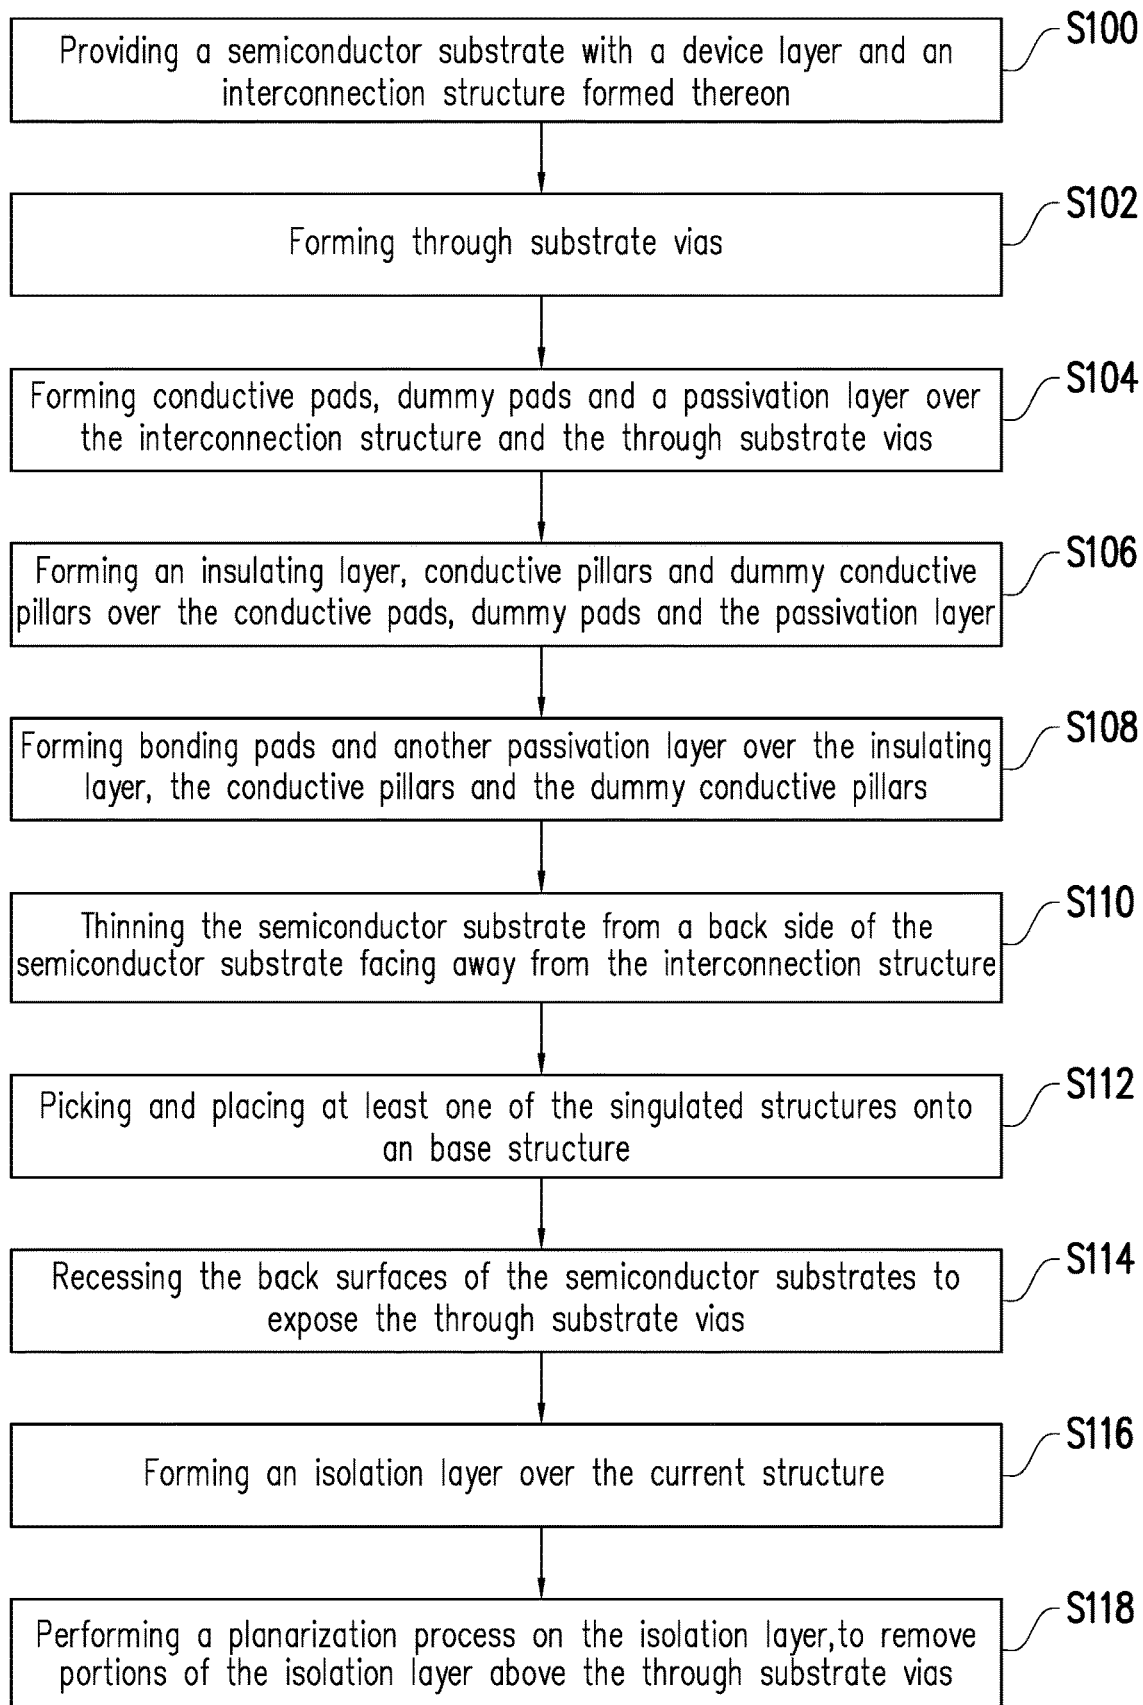 S100
Providing a semiconductor substrate with a device layer and an
interconnection structure formed thereon
S102
Forming through substrate vias
S104
Forming conductive pads, dummy pads and a passivation layer over
the interconnection structure and the through substrate vias
S106
Forming an insulating layer, conductive pillars and dummy conductive
pillars over the conductive pads, dummy pads and the passivation layer
S108
Forming bonding pads and another passivation layer over the insulating
layer, the conductive pillars and the dummy conductive pillars
S110
Thinning the semiconductor substrate from a back side of the
semiconductor substrate facing away from the interconnection structure
S112
Picking and placing at least one of the singulated structures onto
an base structure
S114
Recessing the back surfaces of the semiconductor substrates to
expose the through substrate vias
S116
Forming an isolation layer over the current structure
S118
Performing a planarization process on the isolation layer,to remove
portions of the isolation layer above the through substrate vias